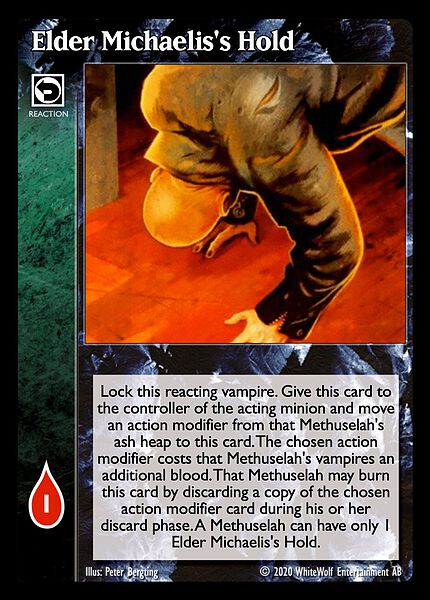 Elder Michaelis's Hold
REACTION
Lock this reacting vampire. Give this card to
the controller of the acting minion and move
an action modifier from that Methuselah's
ash heap to this card. The chosen action
modifier costs that Methuselah's vampires an
additional blood. That Methuselah may burn
this card by discarding a copy of the chosen
action modifier card during his or her
discard phase. A Methuselah can have only 1
Elder Michaelis's Hold.
1
Illus: Peter Bergting
© 2020 WhiteWolf Entertainment AB